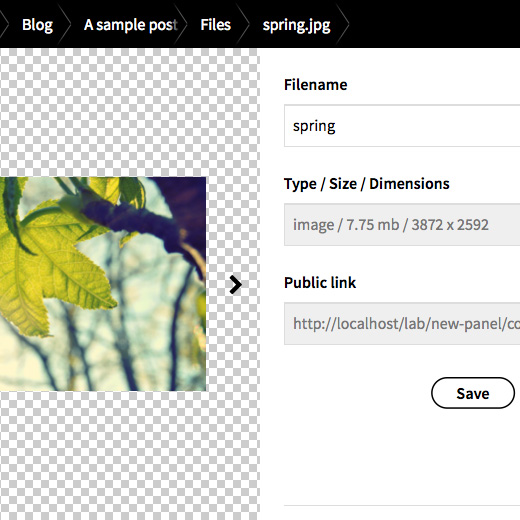 Blog
A sample post
Files
spring.jpg
Filename
spring
Type / Size / Dimensions
image / 7.75 mb / 3872 x 2592
Public link
http://localhost/lab/new-panel/co
Save